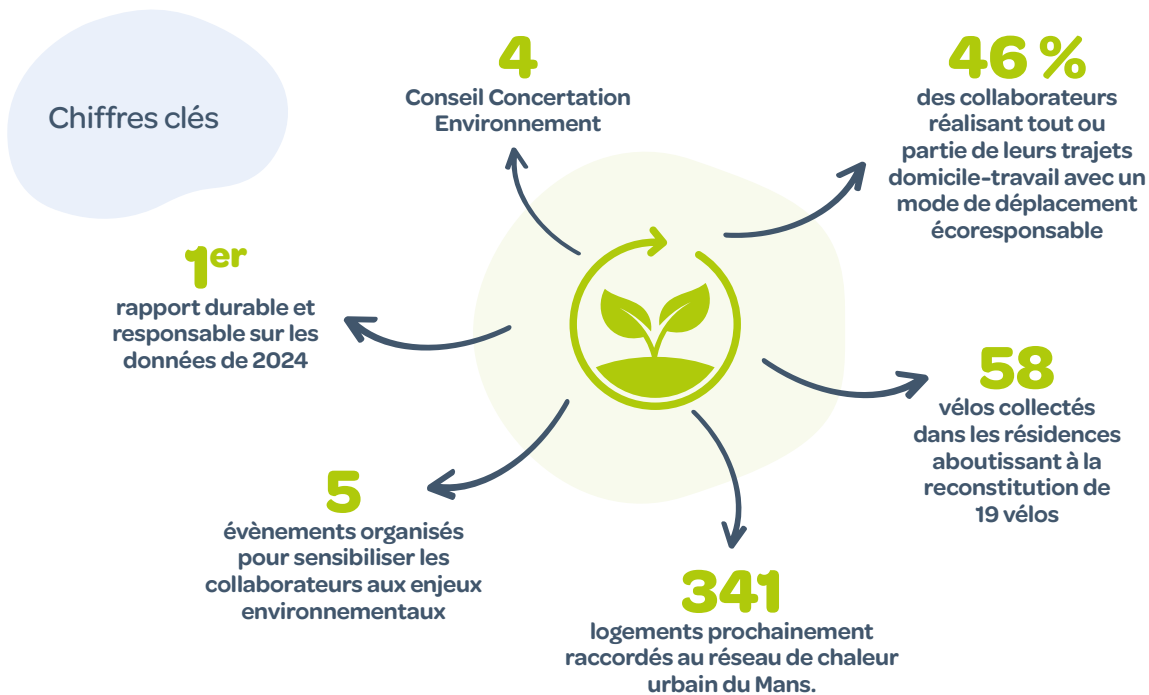 Chiffres clés
4
Conseil Concertation
Environnement
46 %
des collaborateurs
réalisant tout ou
partie de leurs trajets
domicile-travail avec un
mode de déplacement
écoresponsable
1er
rapport durable et
responsable sur les
données de 2024
58
vélos collectés
dans les résidences
aboutissant à la
reconstitution de
19 vélos
5
évènements organisés
pour sensibiliser les
collaborateurs aux enjeux
environnementaux
341
logements prochainement
raccordés au réseau de chaleur
urbain du Mans.